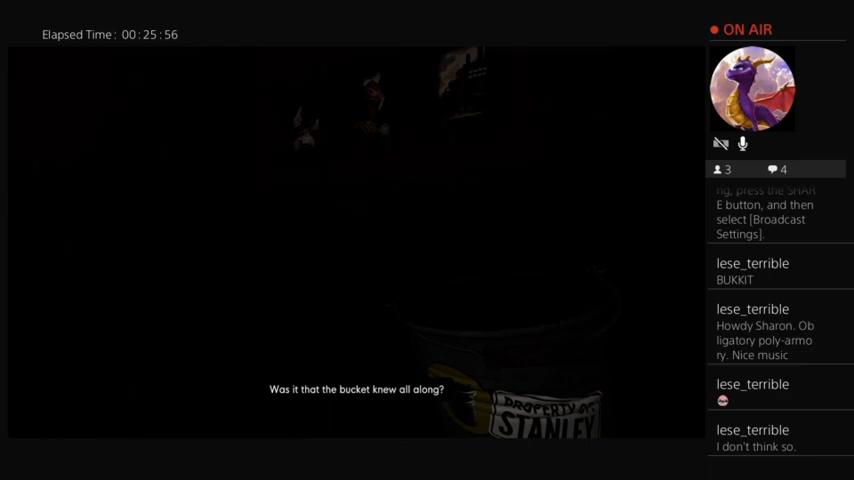 Elapsed Time: 00:25:56
ON AIR
3
4
ng, press the SHAR
E button, and then
select [Broadcast
Settings].
lese_terrible
BUKKIT
lese_terrible
Howdy Sharon. Ob
ligatory poly-armo
ry. Nice music
lese_terrible
lese_terrible
I don't think so.
Was it that the bucket knew all along?
PROPERTY OF:
STANLEY